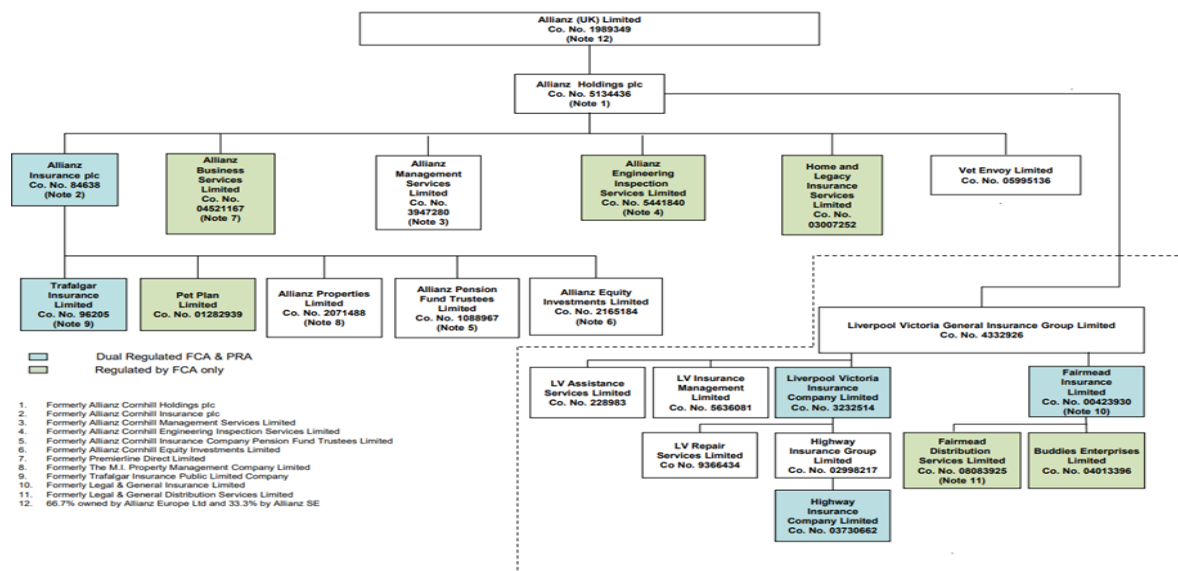 Allianz (UK) Limited
Co. No. 1989349
(Note 12)
Allianz Holdings plc
Co. No. 5134436
(Note 1)
Allianz
Insurance plc
Co. No. 84638
(Note 2)
Allianz
Business
Services
Limited
Co. No.
04521167
(Note 7)
Allianz
Management
Services
Limited
Co. No.
3947280
(Note 3)
Allianz
Engineering
Inspection
Services Limited
Co. No. 5441840
(Note 4)
Home and
Legacy
Insurance
Services
Limited
Co. No.
03007252
Vet Envoy Limited
Co. No. 05995136
Trafalgar
Insurance
Limited
Co. No. 96205
(Note 9)
Pet Plan
Limited
Co. No. 01282939
Allianz Properties
Limited
Co. No. 2071488
(Note 8)
Allianz Pension
Fund Trustees
Limited
Co. No. 1088967
(Note 5)
Allianz Equity
Investments Limited
Co. No. 2165184
(Note 6)
Liverpool Victoria General Insurance Group Limited
Co. No. 4332926
Dual Regulated FCA & PRA
Regulated by FCA only
LV Assistance
Services Limited
Co. No. 228983
LV Insurance
Management
Limited
Co. No. 5636081
Liverpool Victoria
Insurance
Company Limited
Co. No. 3232514
Fairmead
Insurance
Limited
Co. No. 00423930
(Note 10)
LV Repair
Services Limited
Co No. 9366434
Highway
Insurance Group
Limited
Co. No. 02998217
Fairmead
Distribution
Services Limited
Co. No. 08083925
(Note 11)
Buddies Enterprises
Limited
Co. No. 04013396
Highway
Insurance
Company Limited
Co. No. 03730662
1. Formerly Allianz Cornhill Holdings plc
2. Formerly Allianz Cornhill Insurance plc
3. Formerly Allianz Cornhill Management Services Limited
4. Formerly Allianz Cornhill Engineering Inspection Services Limited
5. Formerly Allianz Cornhill Insurance Company Pension Fund Trustees Limited
6. Formerly Allianz Cornhill Equity Investments Limited
7. Formerly Premierline Direct Limited
8. Formerly The M.I. Property Management Company Limited
9. Formerly Trafalgar Insurance Public Limited Company
10. Formerly Legal & General Insurance Limited
11. Formerly Legal & General Distribution Services Limited
12. 66.7% owned by Allianz Europe Ltd and 33.3% by Allianz SE